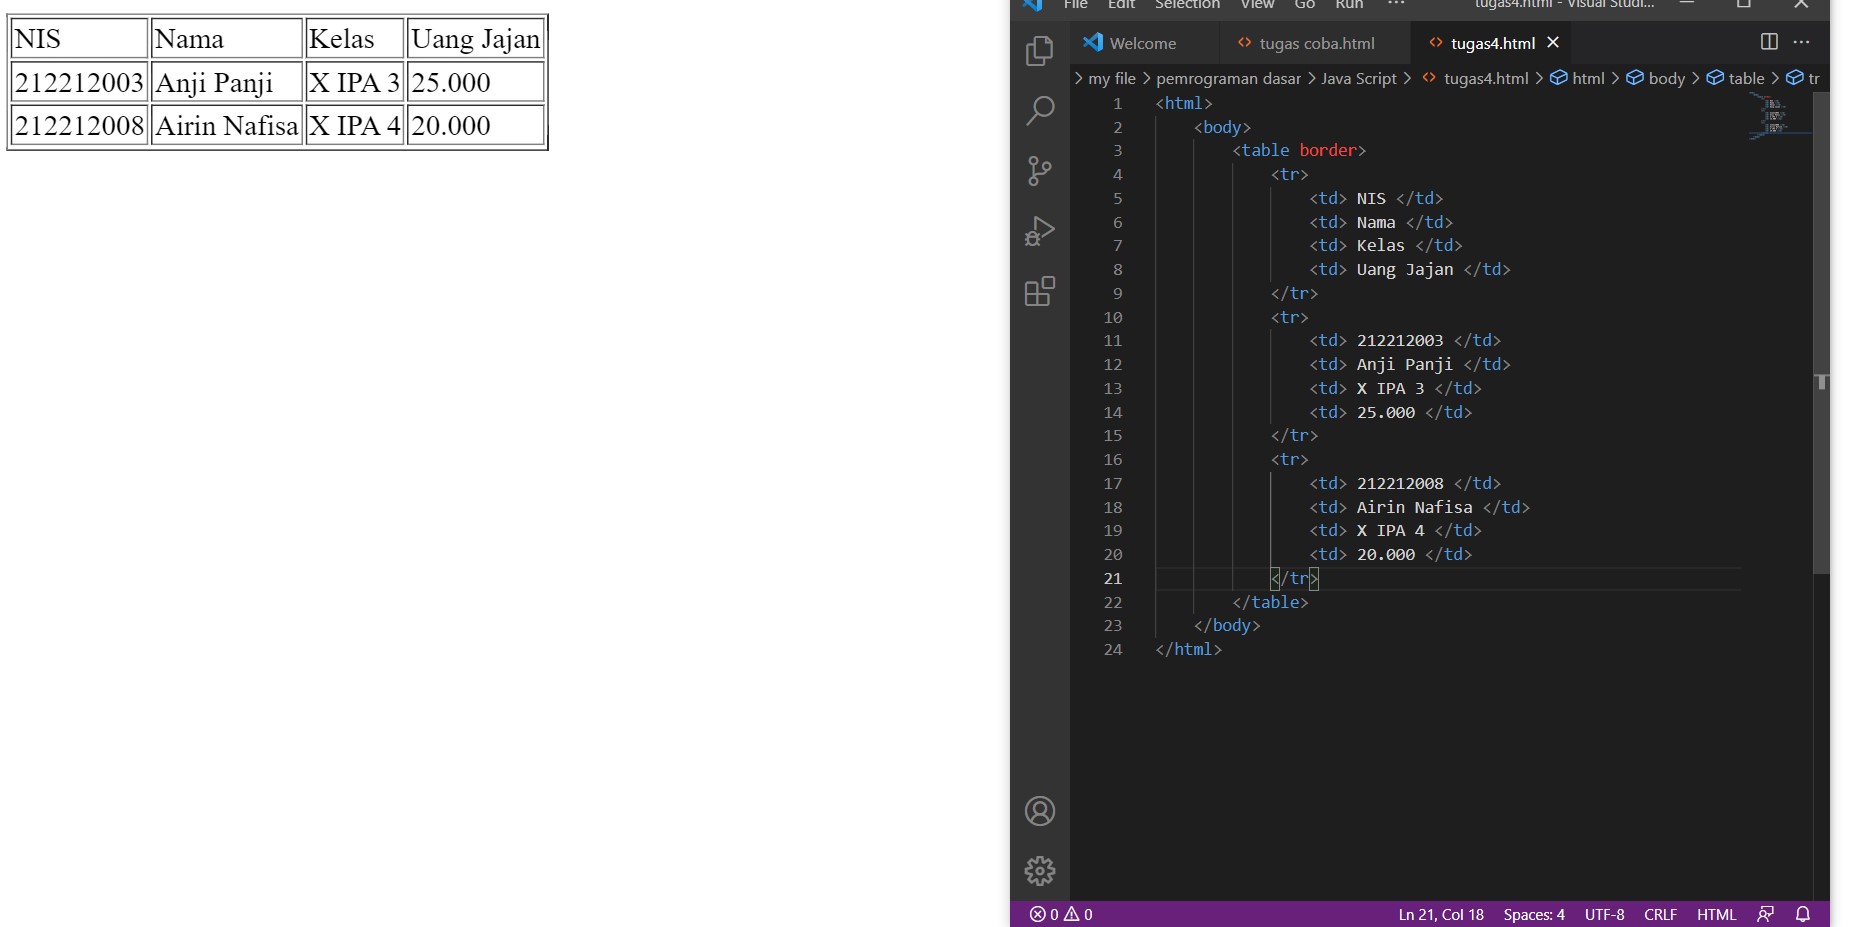 NIS Nama Kelas Uang Jajan
212212003 Anji Panji X IPA 3 25.000
212212008 Airin Nafisa X IPA 4 20.000
File Edit Selection View Go Run ··· tugas4.html - Visual Studi...
Welcome tugas coba.html tugas4.html
> my file > pemrograman dasar > Java Script > tugas4.html > html > body > table > tr
1 <html>
2 <body>
3 <table border>
4 <tr>
5 <td> NIS </td>
6 <td> Nama </td>
7 <td> Kelas </td>
8 <td> Uang Jajan </td>
9 </tr>
10 <tr>
11 <td> 212212003 </td>
12 <td> Anji Panji </td>
13 <td> X IPA 3 </td>
14 <td> 25.000 </td>
15 </tr>
16 <tr>
17 <td> 212212008 </td>
18 <td> Airin Nafisa </td>
19 <td> X IPA 4 </td>
20 <td> 20.000 </td>
21 </tr>
22 </table>
23 </body>
24 </html>
0 0 Ln 21, Col 18 Spaces: 4 UTF-8 CRLF HTML